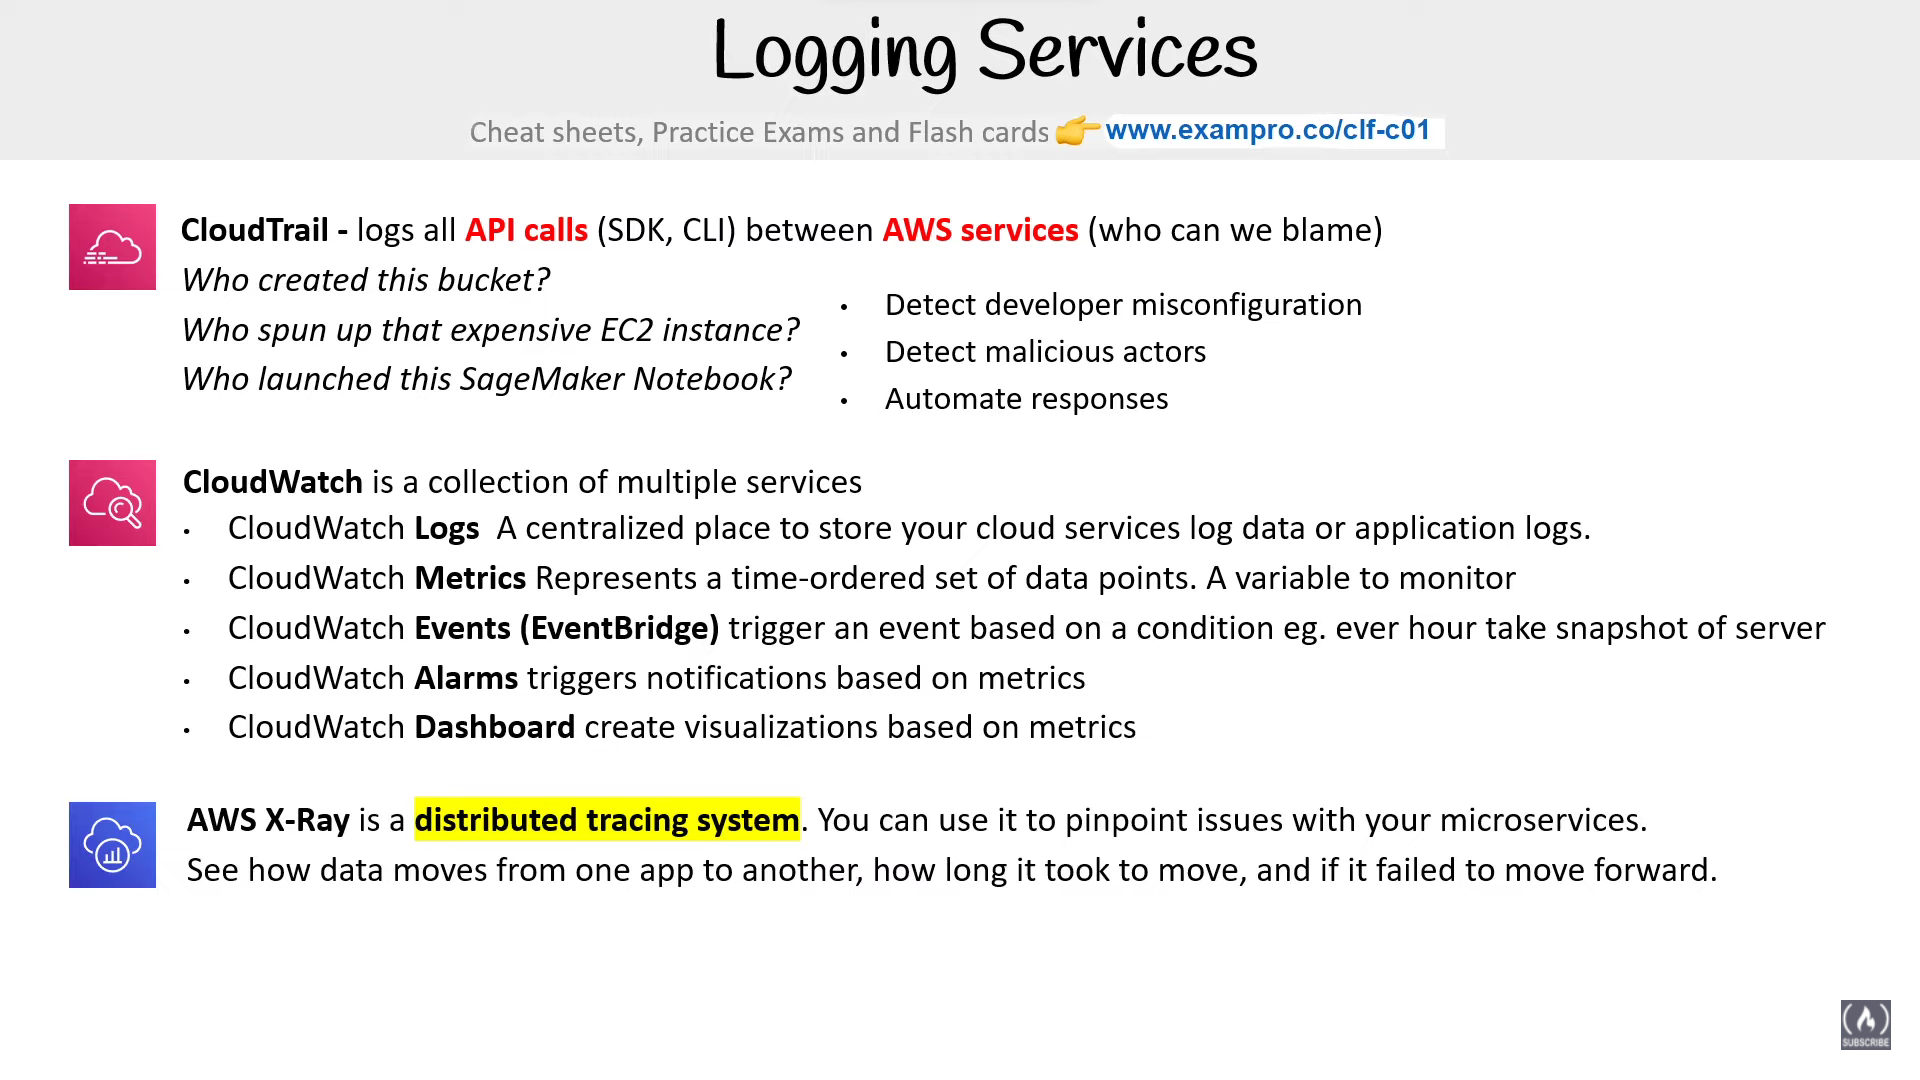 Logging Services
Cheat sheets, Practice Exams and Flash cards 👉 www.exampro.co/clf-c01
CloudTrail - logs all API calls (SDK, CLI) between AWS services (who can we blame)
Who created this bucket?
Who spun up that expensive EC2 instance?
Who launched this SageMaker Notebook?
• Detect developer misconfiguration
• Detect malicious actors
• Automate responses
CloudWatch is a collection of multiple services
• CloudWatch Logs A centralized place to store your cloud services log data or application logs.
• CloudWatch Metrics Represents a time-ordered set of data points. A variable to monitor
• CloudWatch Events (EventBridge) trigger an event based on a condition eg. ever hour take snapshot of server
• CloudWatch Alarms triggers notifications based on metrics
• CloudWatch Dashboard create visualizations based on metrics
AWS X-Ray is a distributed tracing system. You can use it to pinpoint issues with your microservices.
See how data moves from one app to another, how long it took to move, and if it failed to move forward.
SUBSCRIBE